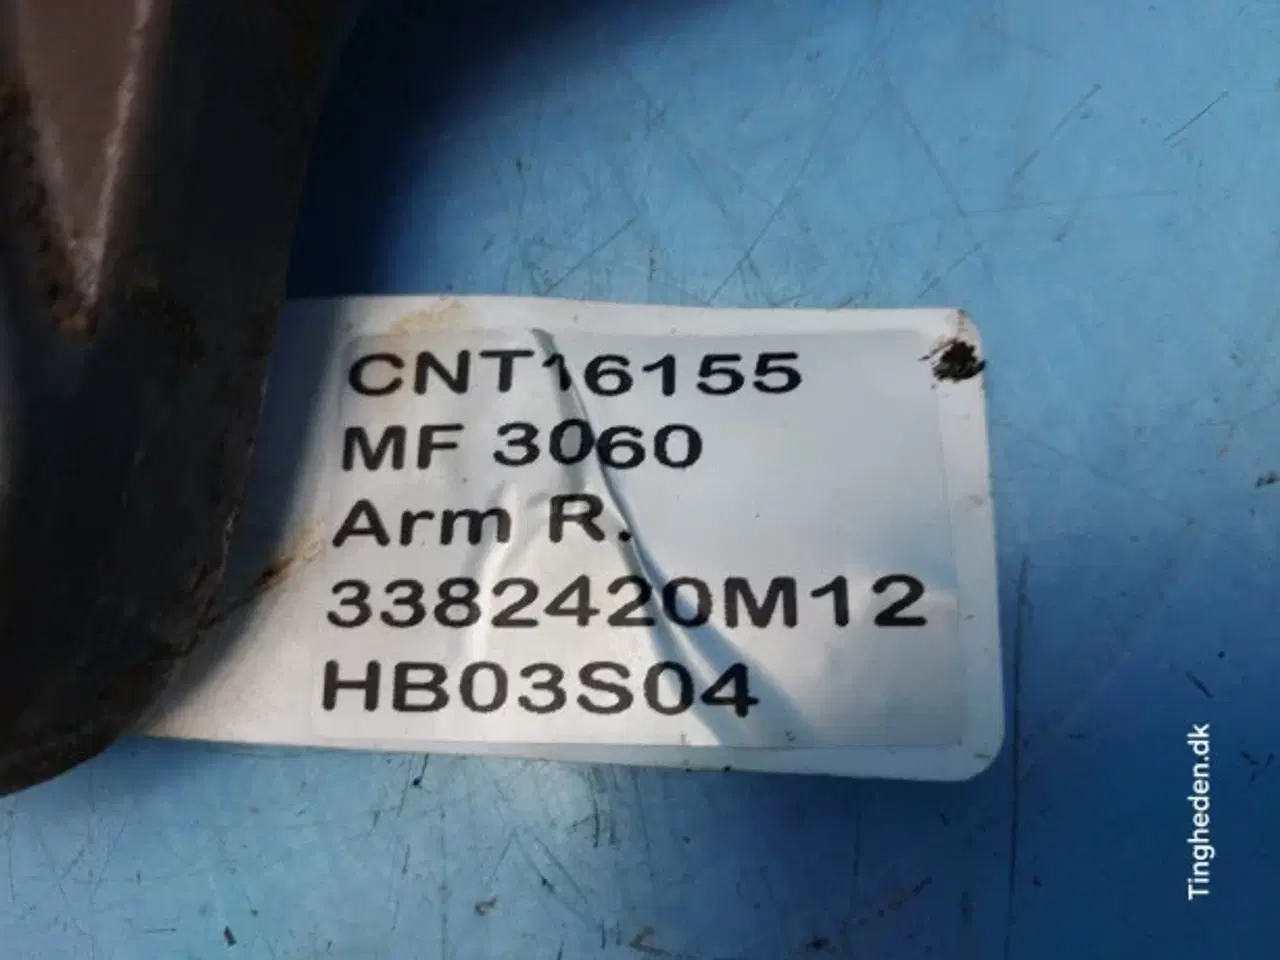 CNT16155
MF 3060
Arm R.
3382420M12
HB03S04
Tingheden.dk